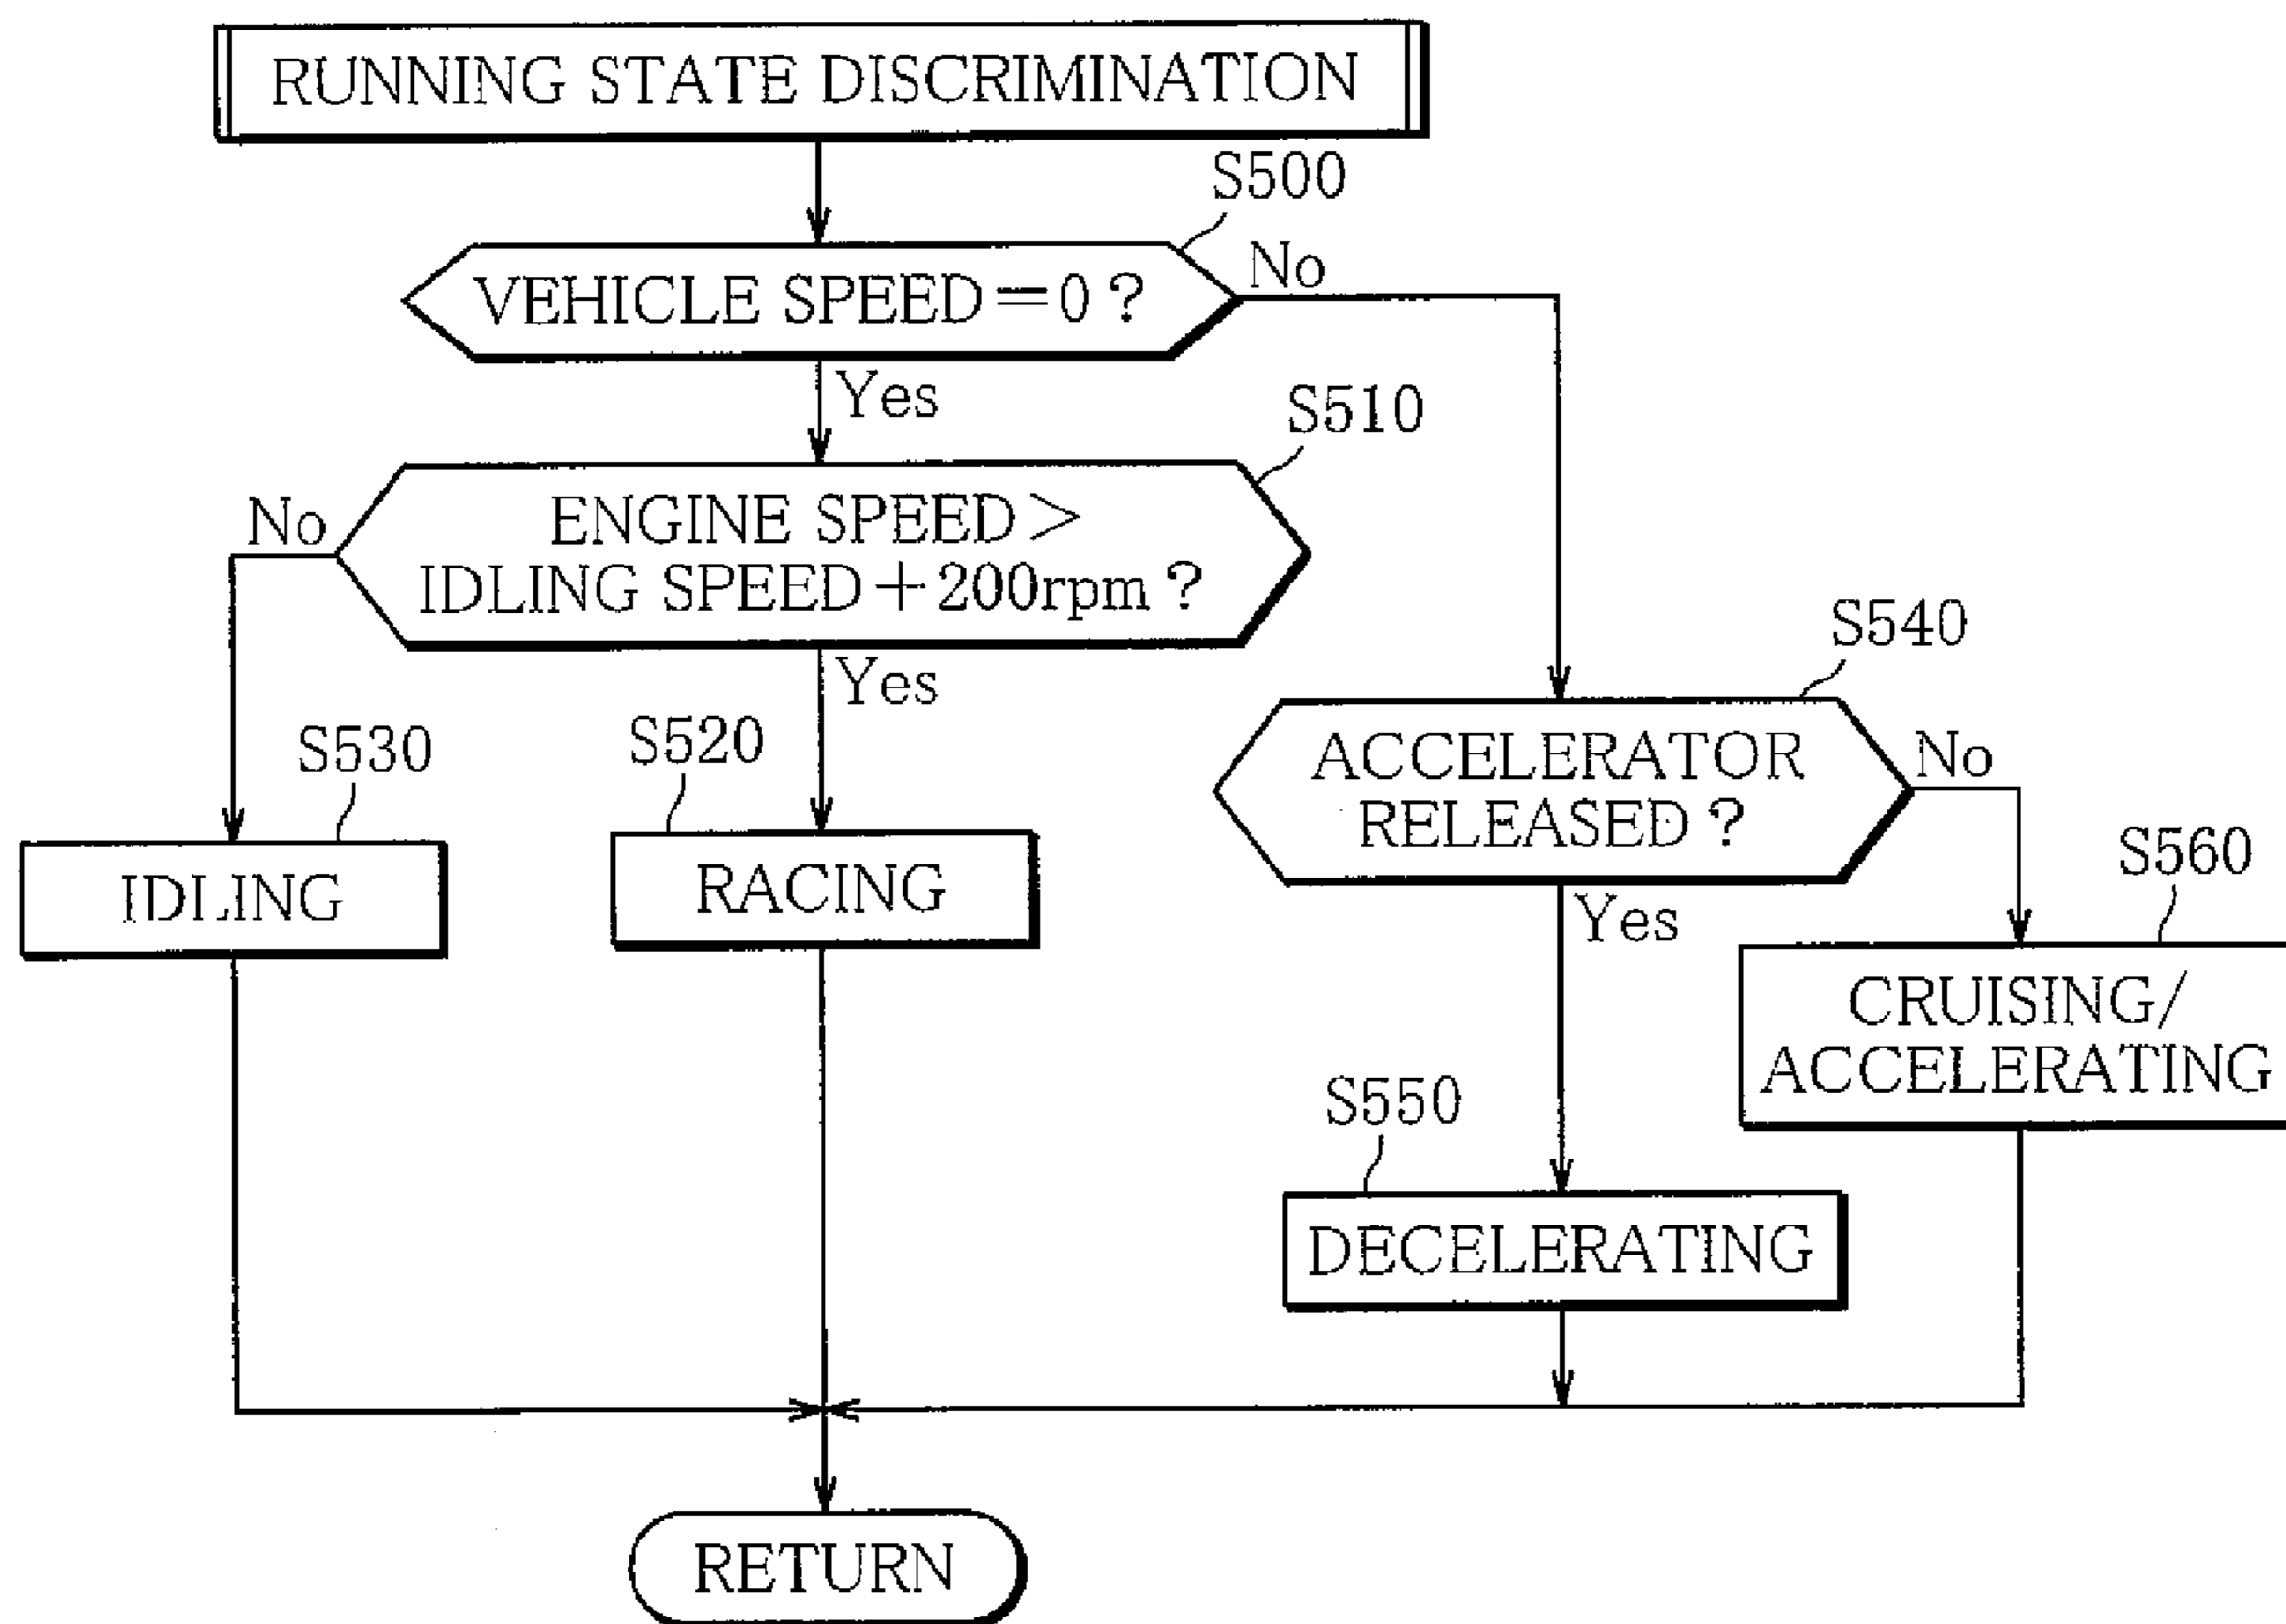 RUNNING STATE DISCRIMINATION
S500
VEHICLE SPEED=0?
No
Yes
S510
ENGINE SPEED>
IDLING SPEED+200rpm?
No
Yes
S540
ACCELERATOR
RELEASED?
No
Yes
S530
IDLING
S520
RACING
S560
CRUISING/
ACCELERATING
S550
DECELERATING
RETURN